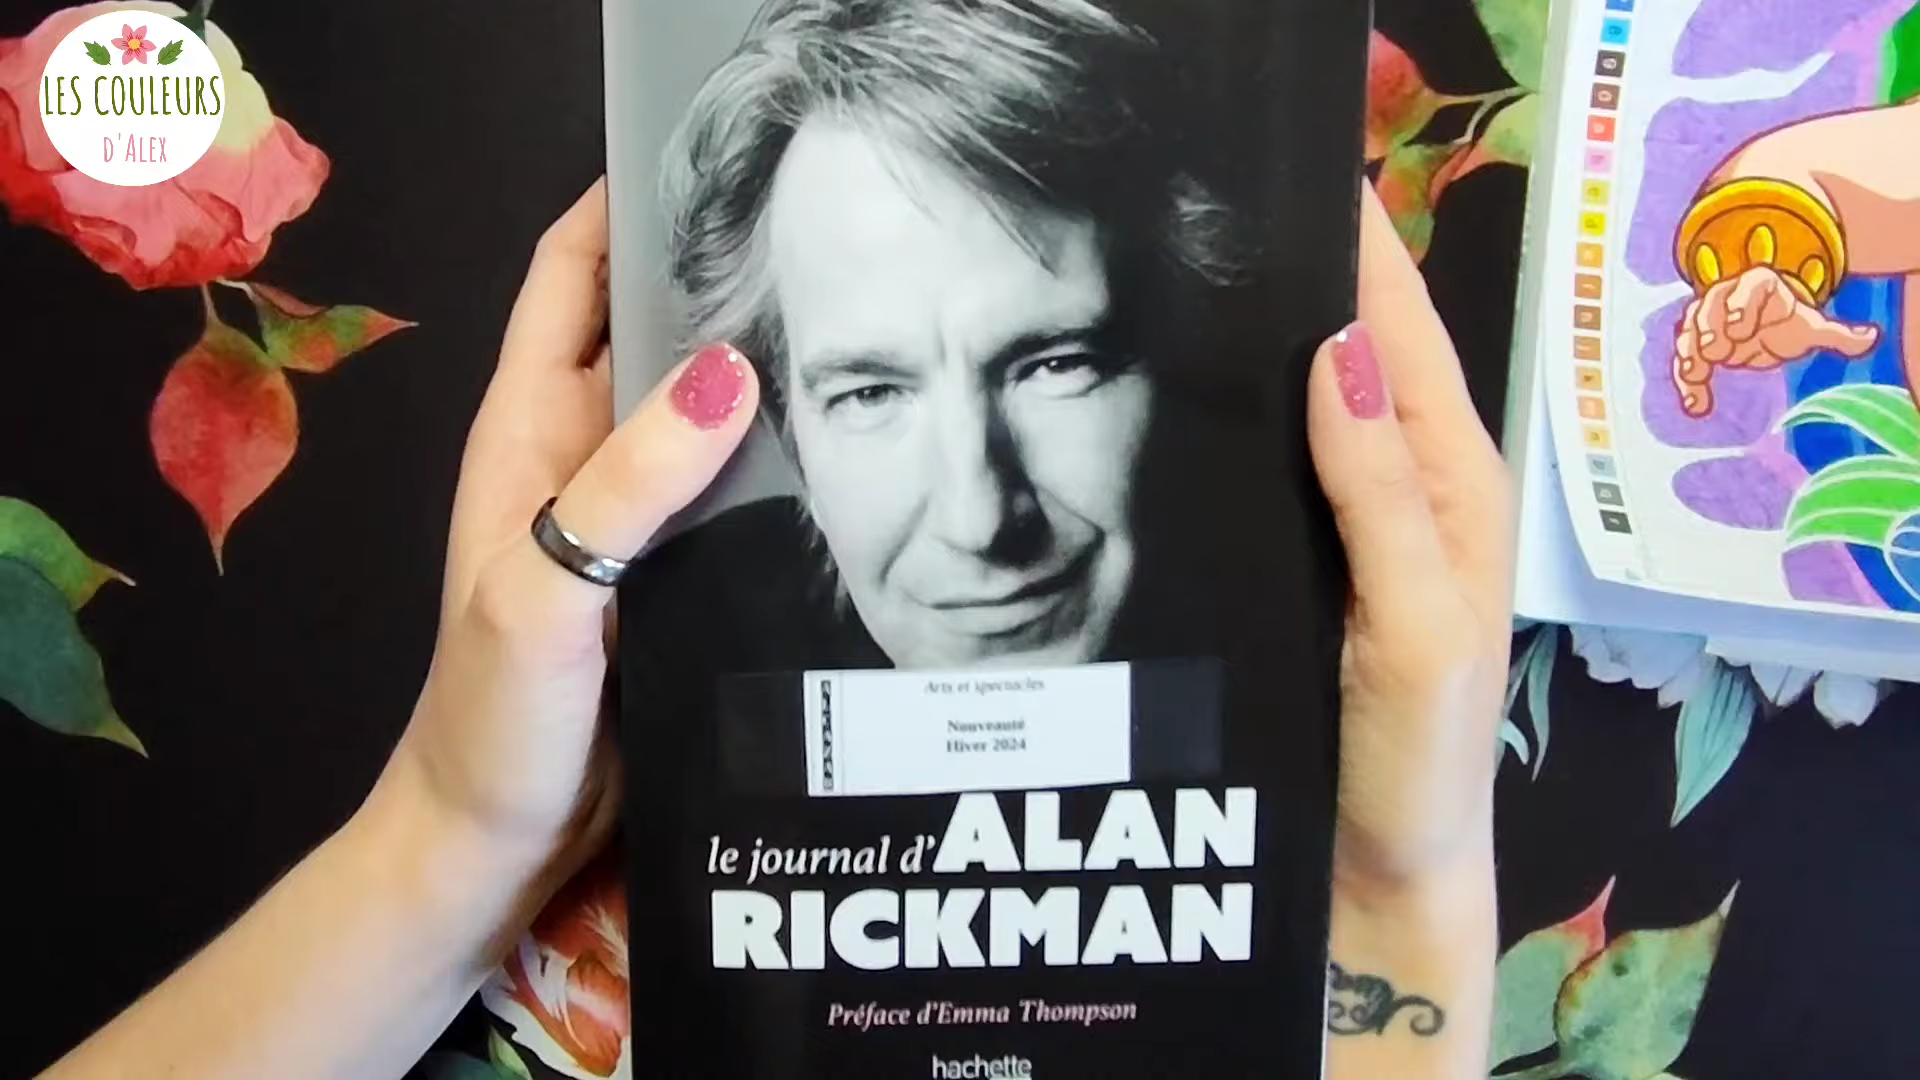 LES COULEURS
d'ALEX
Arts et spectacles
Nouveauté
Hiver 2024
le journal d'ALAN
RICKMAN
Préface d'Emma Thompson
hachette